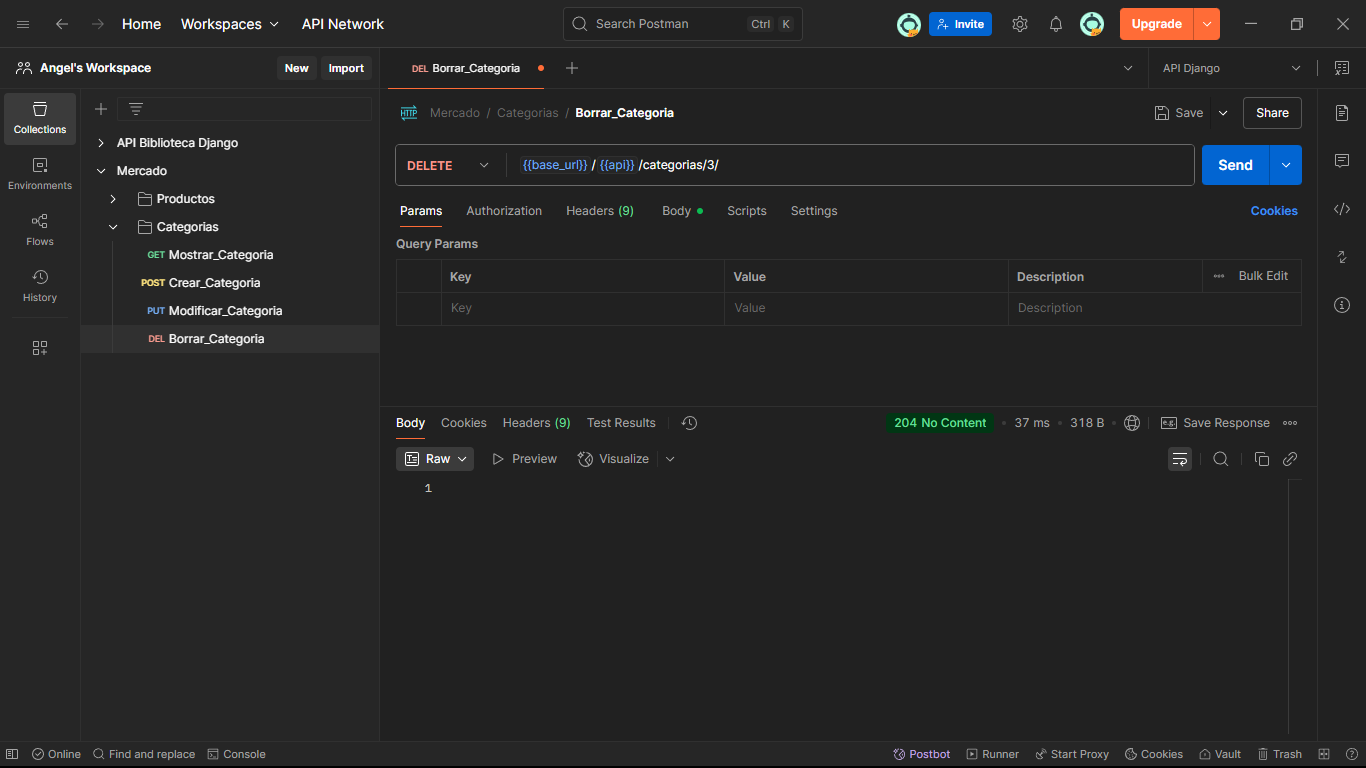 Home Workspaces API Network Search Postman Ctrl K Invite Upgrade
Angel's Workspace New Import DEL Borrar_Categoria API Django
Collections
Environments
Flows
History
API Biblioteca Django
Mercado
Productos
Categorias
GET Mostrar_Categoria
POST Crear_Categoria
PUT Modificar_Categoria
DEL Borrar_Categoria
HTTP Mercado / Categorias / Borrar_Categoria Save Share
DELETE {{base_url}} / {{api}} /categorias/3/ Send
Params Authorization Headers (9) Body Scripts Settings Cookies
Query Params
Key Value Description Bulk Edit
Key Value Description
Body Cookies Headers (9) Test Results 204 No Content 37 ms 318 B e.g. Save Response
Raw Preview Visualize
1
Online Find and replace Console Postbot Runner Start Proxy Cookies Vault Trash